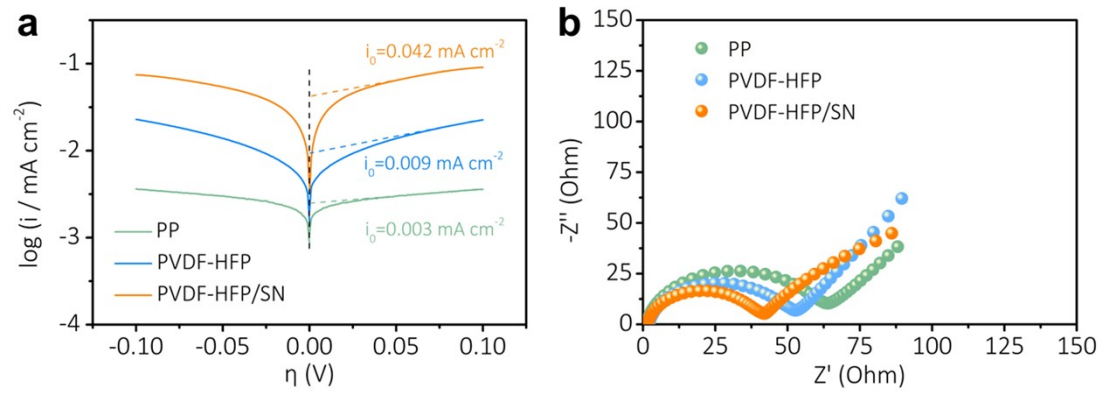 a
log (i / mA cm⁻²)
-1
-2
-3
-4
i₀=0.042 mA cm⁻²
i₀=0.009 mA cm⁻²
i₀=0.003 mA cm⁻²
PP
PVDF-HFP
PVDF-HFP/SN
-0.10 -0.05 0.00 0.05 0.10
η (V)
b
-Z'' (Ohm)
150
125
100
75
50
25
0
PP
PVDF-HFP
PVDF-HFP/SN
0 25 50 75 100 125 150
Z' (Ohm)